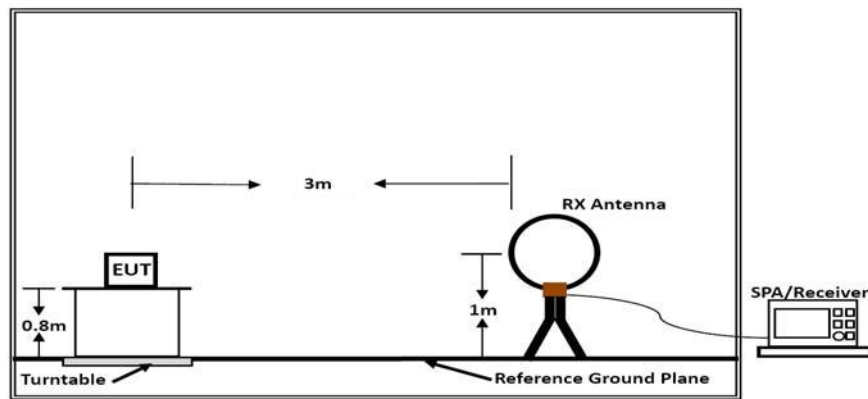 3m
RX Antenna
EUT
SPA/Receiver
0.8m
1m
Turntable
Reference Ground Plane